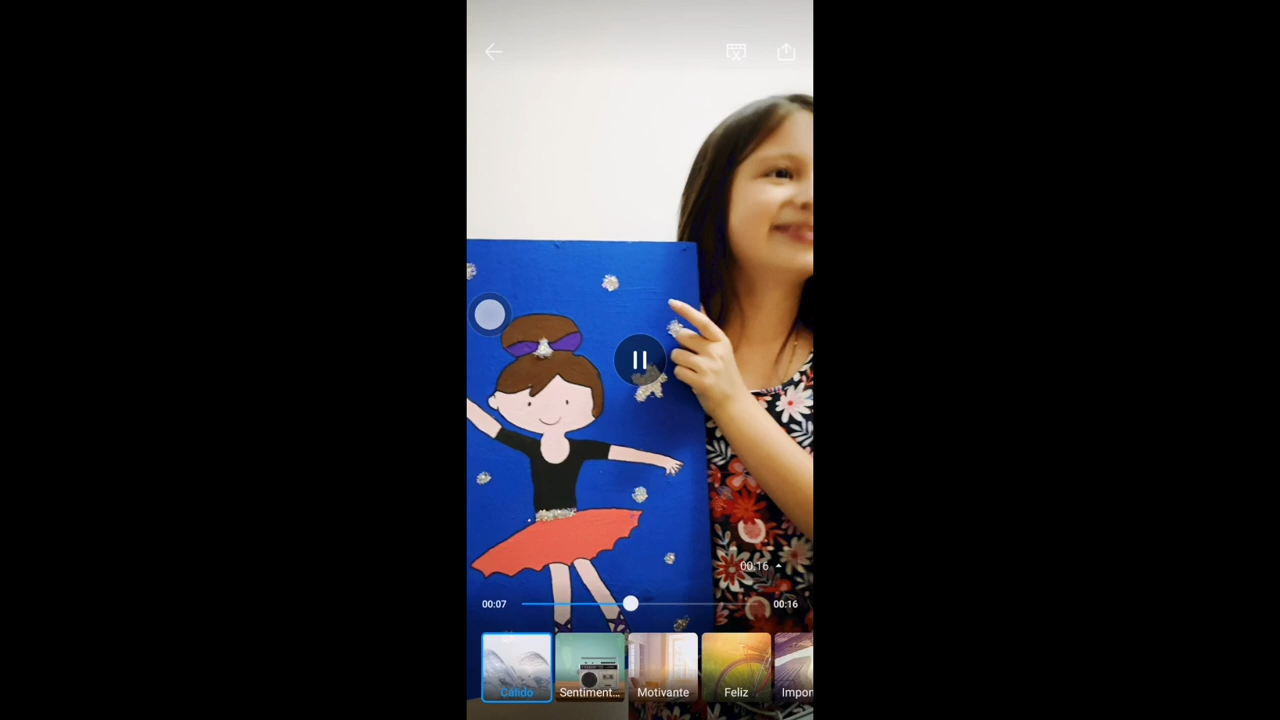 00:16
00:07
00:16
Cálido
Sentiment...
Motivante
Feliz
Impor